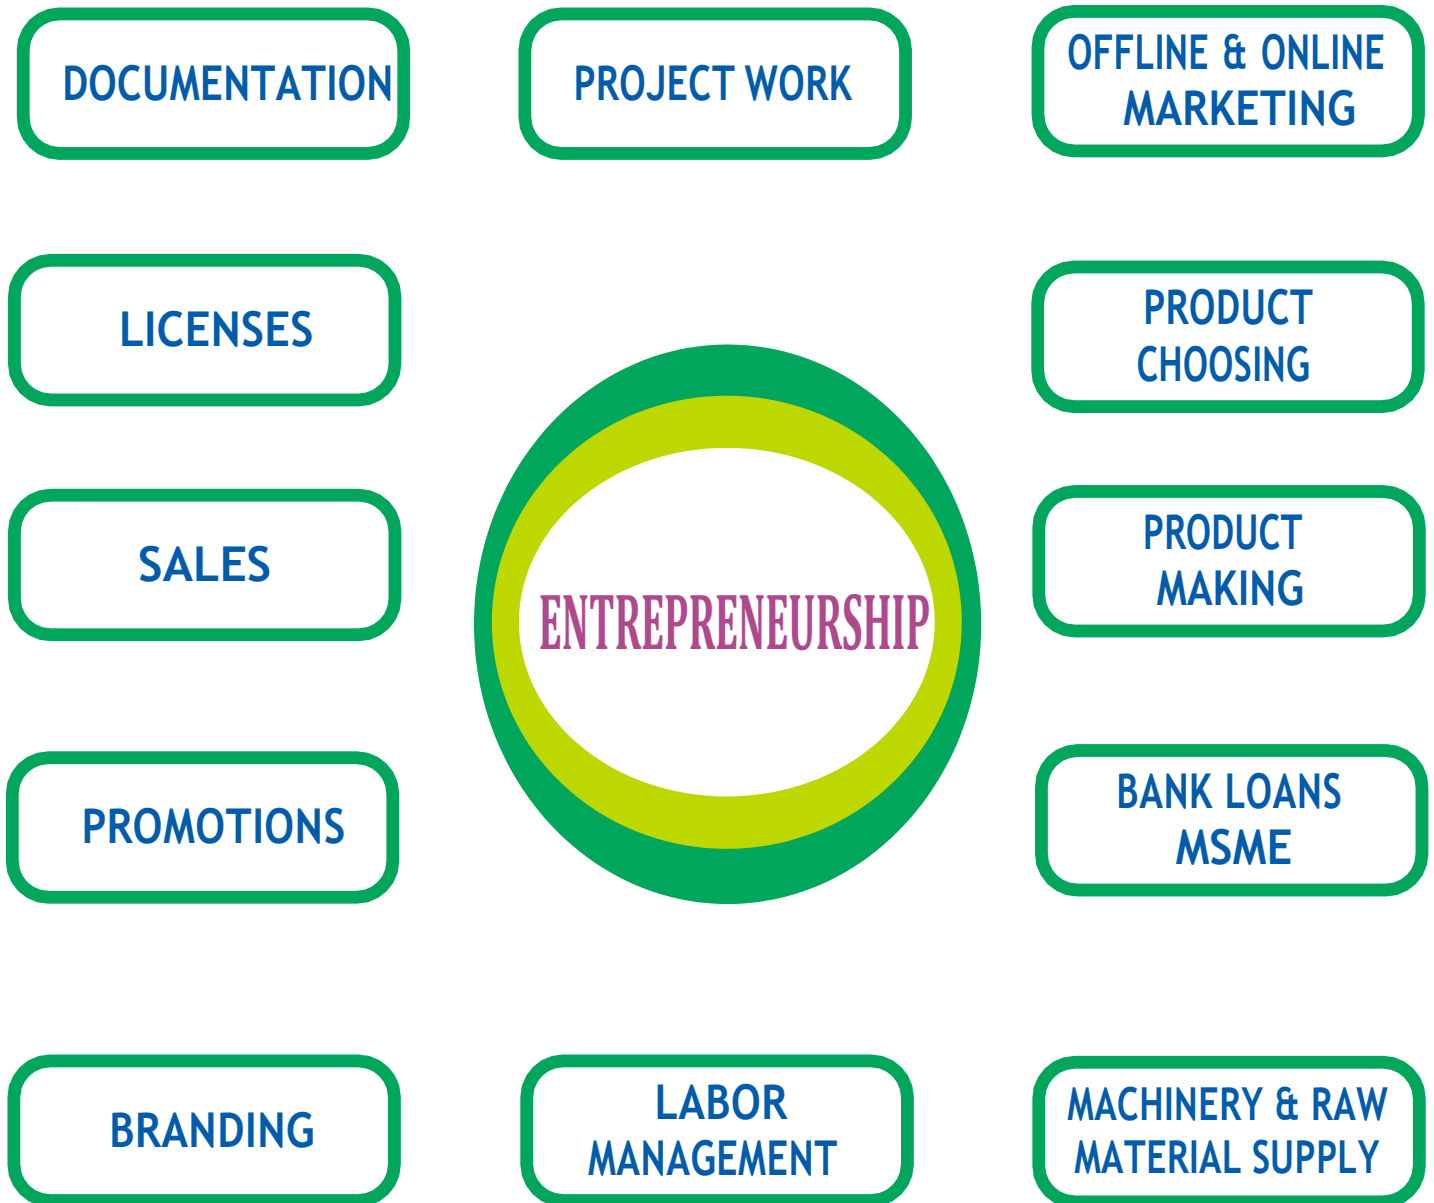 DOCUMENTATION
PROJECT WORK
OFFLINE & ONLINE
MARKETING
LICENSES
PRODUCT
CHOOSING
SALES
PRODUCT
MAKING
ENTREPRENEURSHIP
PROMOTIONS
BANK LOANS
MSME
BRANDING
LABOR
MANAGEMENT
MACHINERY & RAW
MATERIAL SUPPLY